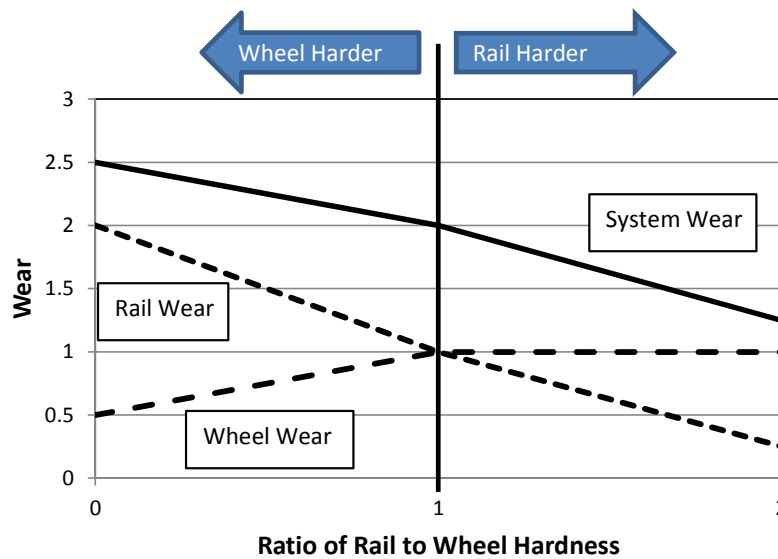 Wheel Harder
Rail Harder
3
2.5
2
1.5
1
0.5
0
Wear
System Wear
Rail Wear
Wheel Wear
0
1
2
Ratio of Rail to Wheel Hardness